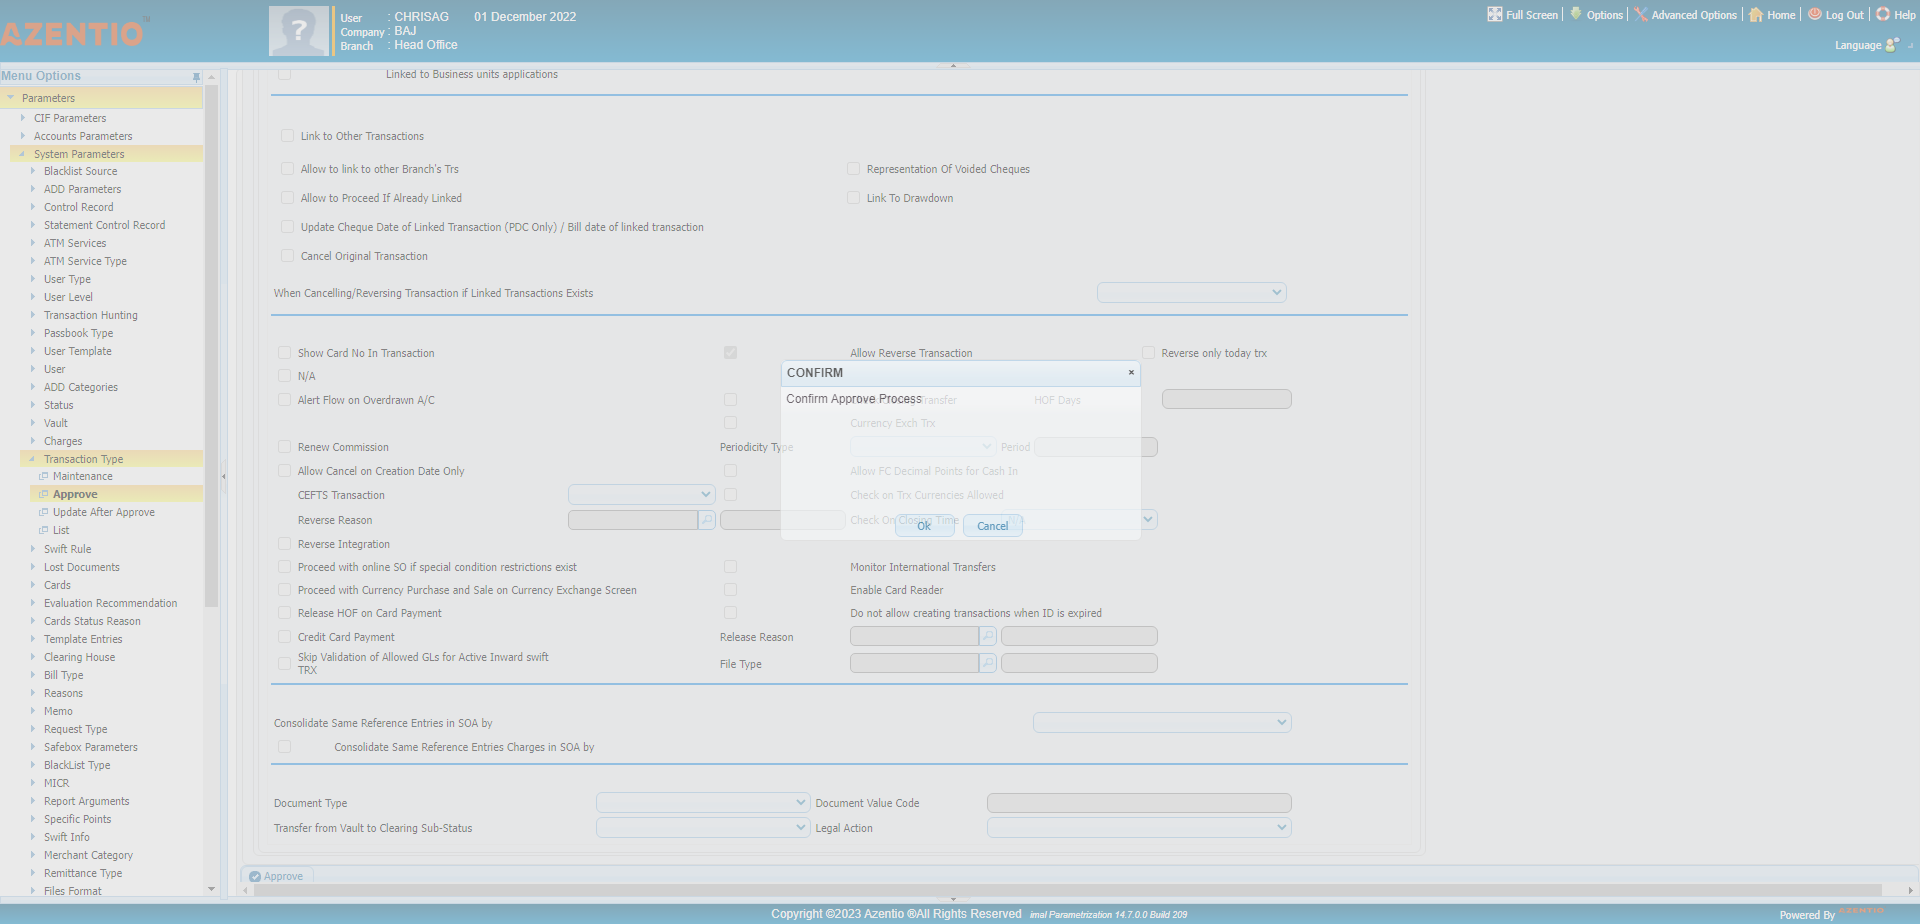 AZENTIO
User : CHRISAG 01 December 2022
Company : BAJ
Branch : Head Office
Full Screen Options Advanced Options Home Log Out Help
Language
Menu Options
Parameters
CIF Parameters
Accounts Parameters
System Parameters
Blacklist Source
ADD Parameters
Control Record
Statement Control Record
ATM Services
ATM Service Type
User Type
User Level
Transaction Hunting
Passbook Type
User Template
User
ADD Categories
Status
Vault
Charges
Transaction Type
Maintenance
Approve
Update After Approve
List
Swift Rule
Lost Documents
Cards
Evaluation Recommendation
Cards Status Reason
Template Entries
Clearing House
Bill Type
Reasons
Memo
Request Type
Safebox Parameters
BlackList Type
MICR
Report Arguments
Specific Points
Swift Info
Merchant Category
Remittance Type
Files Format
Linked to Business units applications
Link to Other Transactions
Allow to link to other Branch's Trs Representation Of Voided Cheques
Allow to Proceed If Already Linked Link To Drawdown
Update Cheque Date of Linked Transaction (PDC Only) / Bill date of linked transaction
Cancel Original Transaction
When Cancelling/Reversing Transaction if Linked Transactions Exists
Show Card No In Transaction Allow Reverse Transaction Reverse only today trx
N/A
CONFIRM ×
Confirm Approve Process
Ok Cancel
Alert Flow on Overdrawn A/C Transfer HOF Days
Currency Exch Trx
Renew Commission Periodicity Type Period
Allow Cancel on Creation Date Only Allow FC Decimal Points for Cash In
CEFTS Transaction Check on Trx Currencies Allowed
Reverse Reason Check On Closing Time
Reverse Integration
Proceed with online SO if special condition restrictions exist Monitor International Transfers
Proceed with Currency Purchase and Sale on Currency Exchange Screen Enable Card Reader
Release HOF on Card Payment Do not allow creating transactions when ID is expired
Credit Card Payment Release Reason
Skip Validation of Allowed GLs for Active Inward swift
TRX File Type
Consolidate Same Reference Entries in SOA by
Consolidate Same Reference Entries Charges in SOA by
Document Type Document Value Code
Transfer from Vault to Clearing Sub-Status Legal Action
Approve
Copyright ©2023 Azentio ®All Rights Reserved imal Parametrization 14.7.0.0 Build 209
Powered By AZENTIO